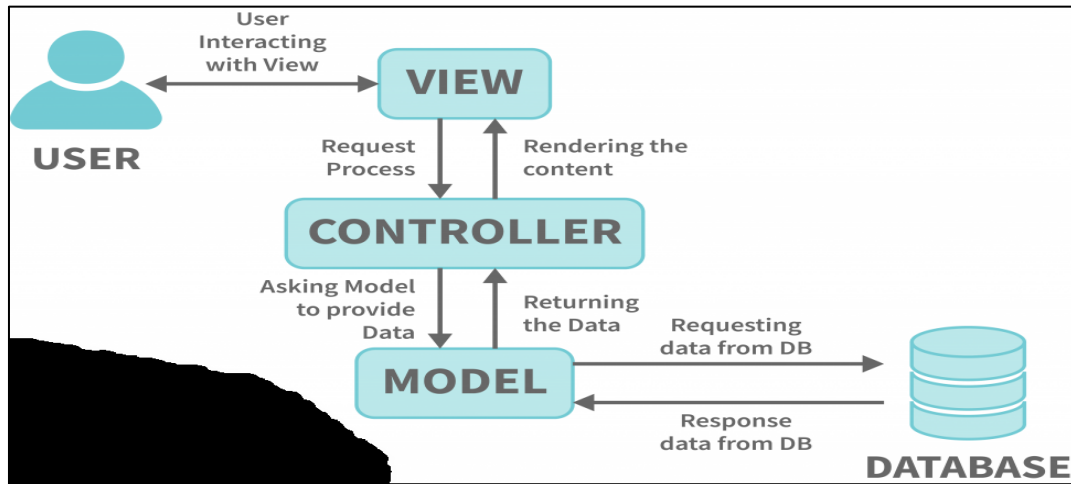 User
Interacting
with View
VIEW
USER
Request
Process
Rendering the
content
CONTROLLER
Asking Model
to provide
Data
Returning
the Data
Requesting
data from DB
MODEL
Response
data from DB
DATABASE